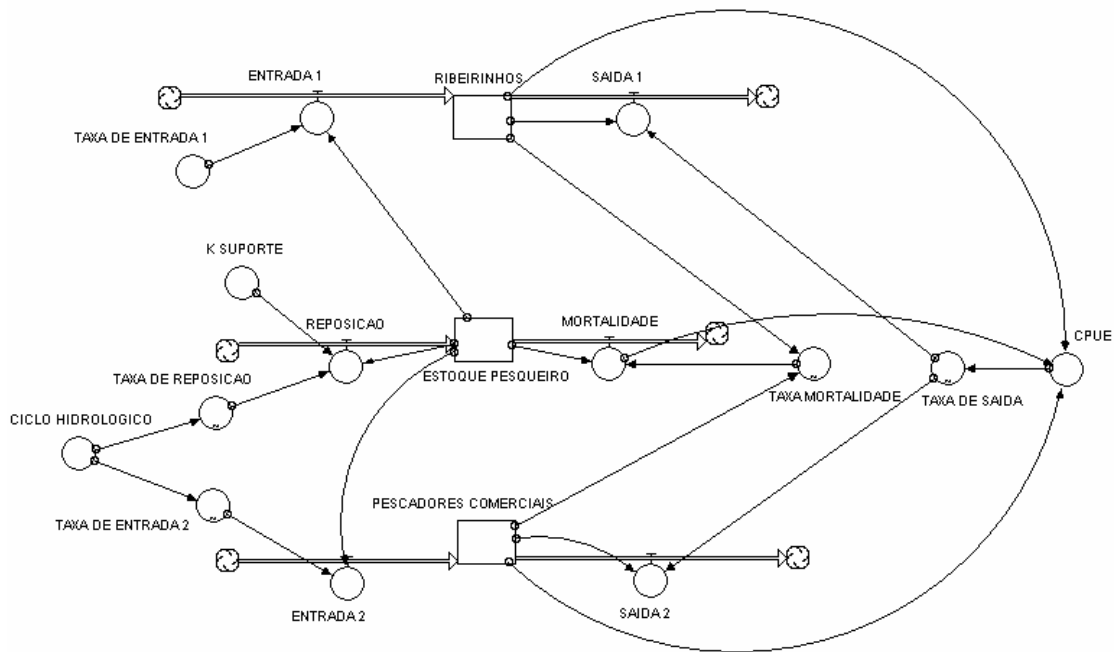 ENTRADA 1
RIBEIRINHOS
SAIDA 1
TAXA DE ENTRADA 1
K SUPORTE
REPOSICAO
MORTALIDADE
CPUE
ESTOQUE PESQUEIRO
TAXA DE REPOSICAO
TAXA MORTALIDADE
TAXA DE SAIDA
CICLO HIDROLOGICO
PESCADORES COMERCIAIS
TAXA DE ENTRADA 2
ENTRADA 2
SAIDA 2